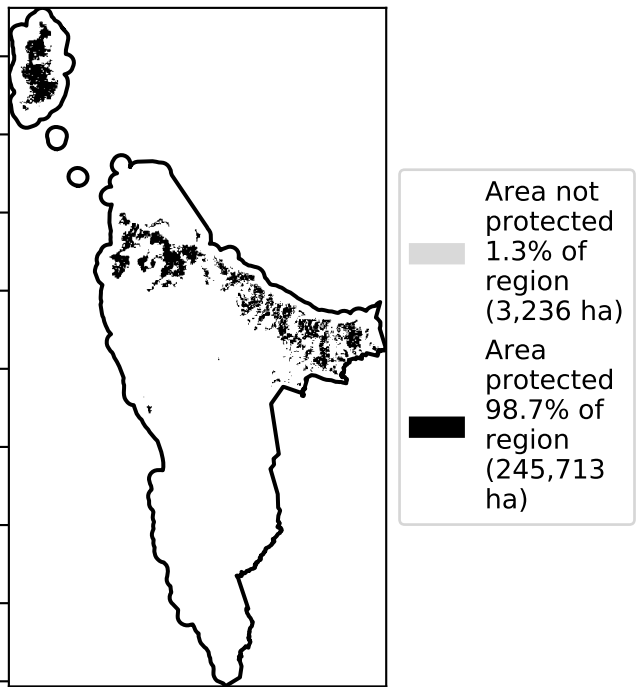 Area not
protected
1.3% of
region
(3,236 ha)
Area
protected
98.7% of
region
(245,713
ha)